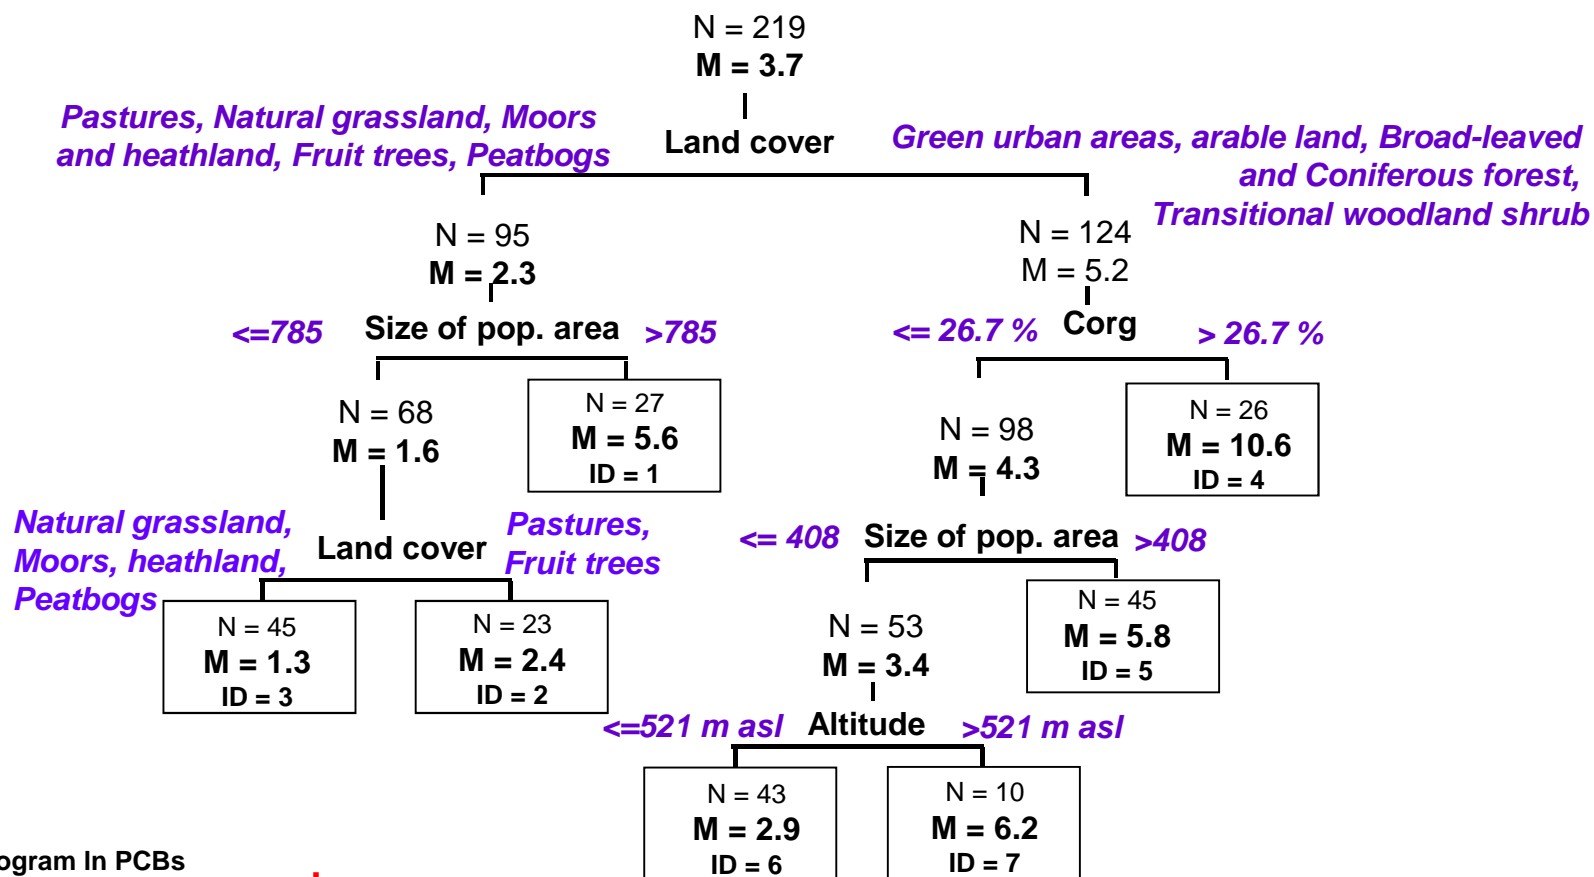 N = 219
M = 3.7
Land cover
Pastures, Natural grassland, Moors
and heathland, Fruit trees, Peatbogs
Green urban areas, arable land, Broad-leaved
and Coniferous forest,
Transitional woodland shrub
N = 95
M = 2.3
N = 124
M = 5.2
<=785
Size of pop. area
>785
<= 26.7 %
Corg
> 26.7 %
N = 68
M = 1.6
N = 27
M = 5.6
ID = 1
N = 98
M = 4.3
N = 26
M = 10.6
ID = 4
Natural grassland,
Moors, heathland,
Peatbogs
Land cover
Pastures,
Fruit trees
<= 408
Size of pop. area
>408
N = 45
M = 1.3
ID = 3
N = 23
M = 2.4
ID = 2
N = 53
M = 3.4
N = 45
M = 5.8
ID = 5
<=521 m asl
Altitude
>521 m asl
N = 43
M = 2.9
ID = 6
N = 10
M = 6.2
ID = 7
ogram In PCBs